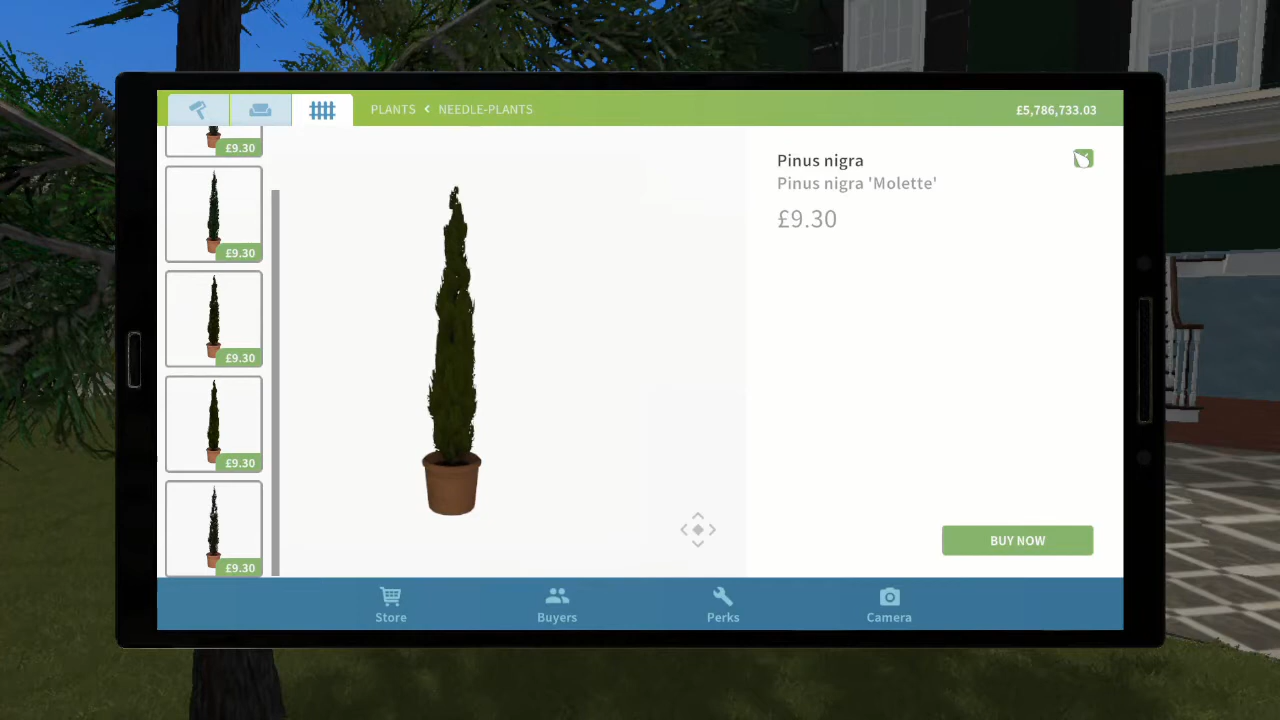 PLANTS < NEEDLE-PLANTS
£5,786,733.03
£9.30
£9.30
£9.30
£9.30
£9.30
Pinus nigra
Pinus nigra 'Molette'
£9.30
BUY NOW
Store
Buyers
Perks
Camera